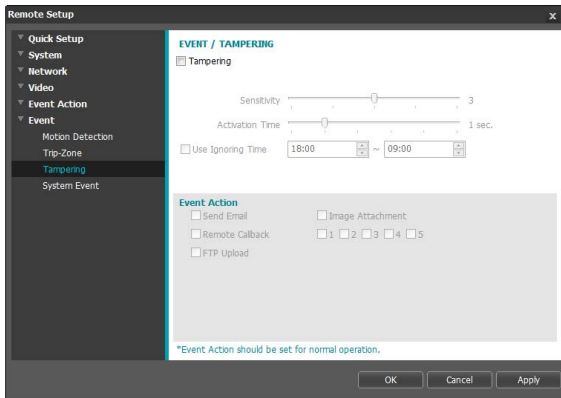 Remote Setup x
Quick Setup
System
Network
Video
Event Action
Event
Motion Detection
Trip-Zone
Tampering
System Event
EVENT / TAMPERING
Tampering
Sensitivity 3
Activation Time 1 sec.
Use Ignoring Time 18:00 ~ 09:00
Event Action
Send Email Image Attachment
Remote Callback 1 2 3 4 5
FTP Upload
*Event Action should be set for normal operation.
OK Cancel Apply